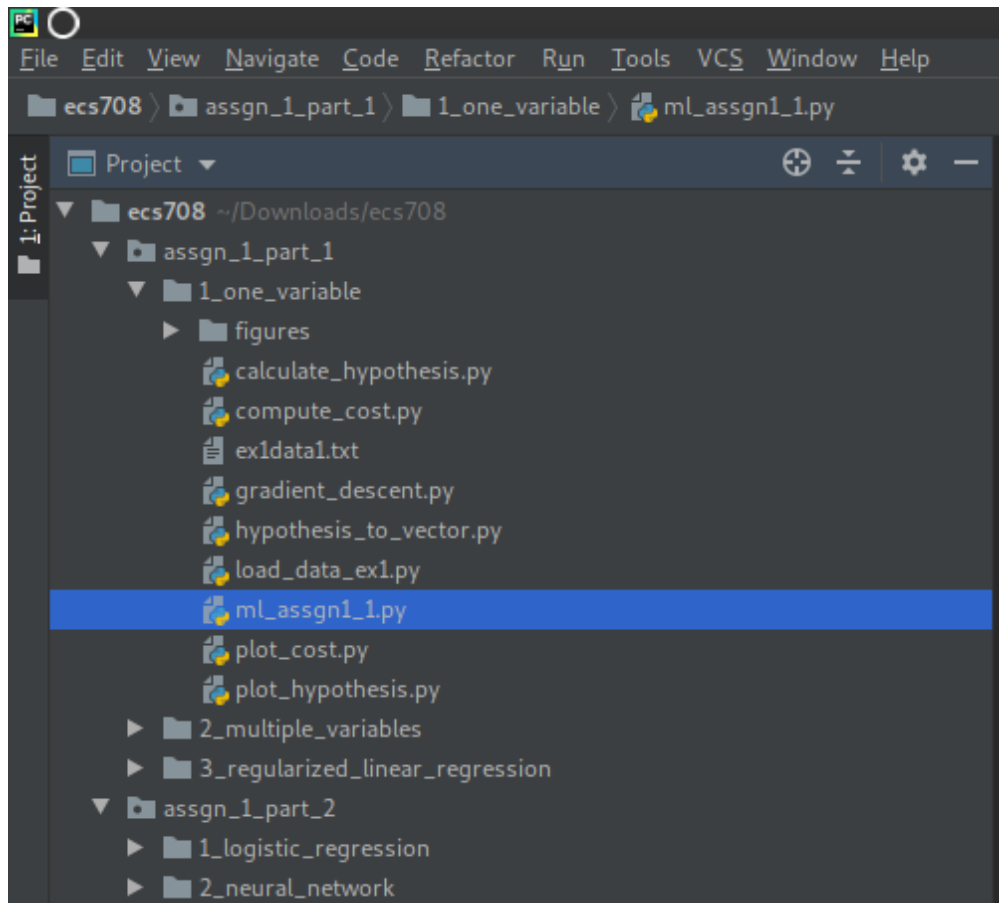 PC
File Edit View Navigate Code Refactor Run Tools VCS Window Help
ecs708 assgn_1_part_1 1_one_variable ml_assgn1_1.py
1: Project
Project
ecs708 ~/Downloads/ecs708
assgn_1_part_1
1_one_variable
figures
calculate_hypothesis.py
compute_cost.py
ex1data1.txt
gradient_descent.py
hypothesis_to_vector.py
load_data_ex1.py
ml_assgn1_1.py
plot_cost.py
plot_hypothesis.py
2_multiple_variables
3_regularized_linear_regression
assgn_1_part_2
1_logistic_regression
2_neural_network